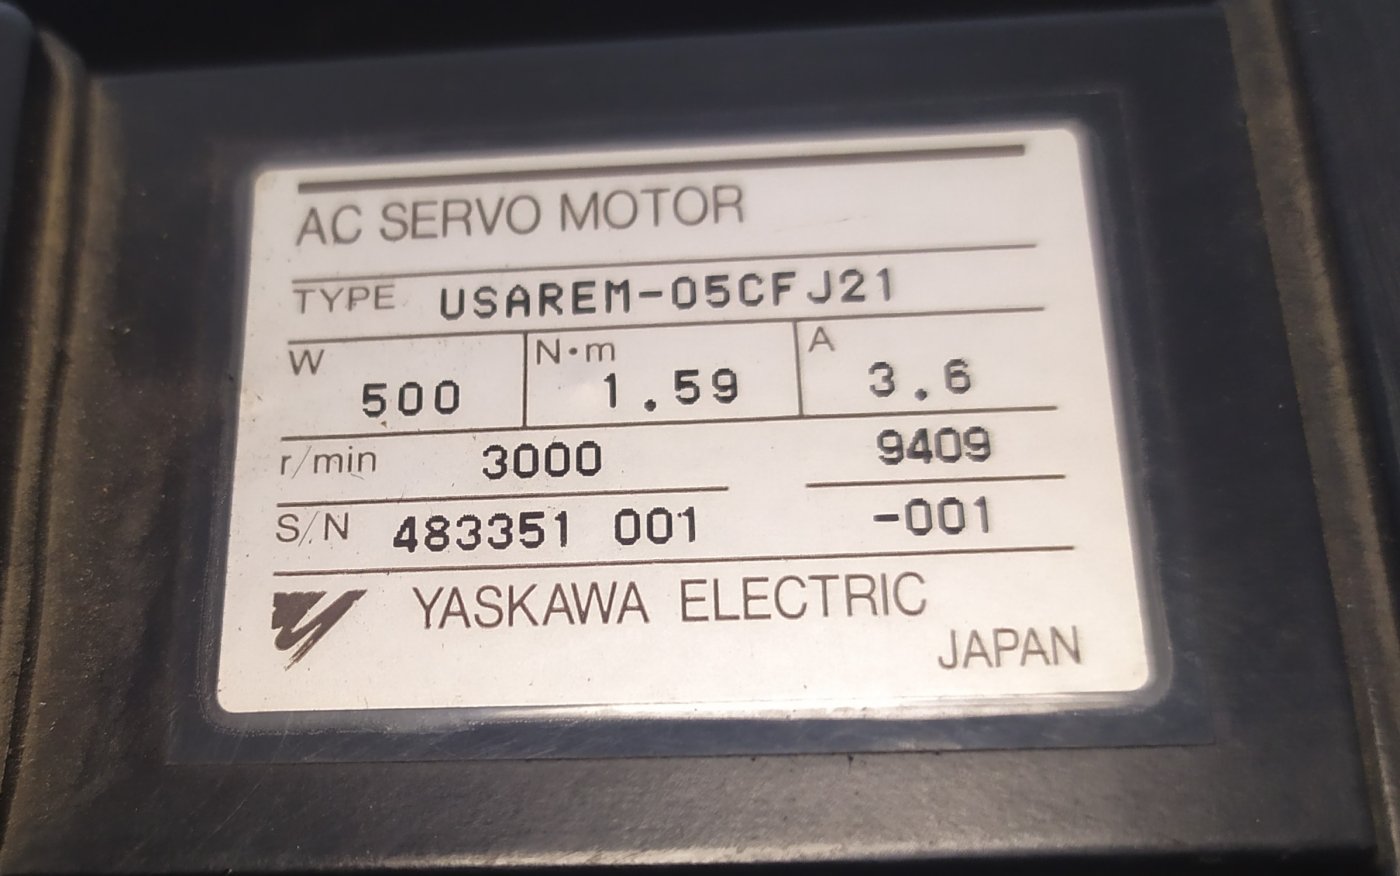 AC SERVO MOTOR
TYPE USAREM-05CFJ21
W 500 N·m 1.59 A 3.6
r/min 3000 9409
S/N 483351 001 -001
YASKAWA ELECTRIC
JAPAN